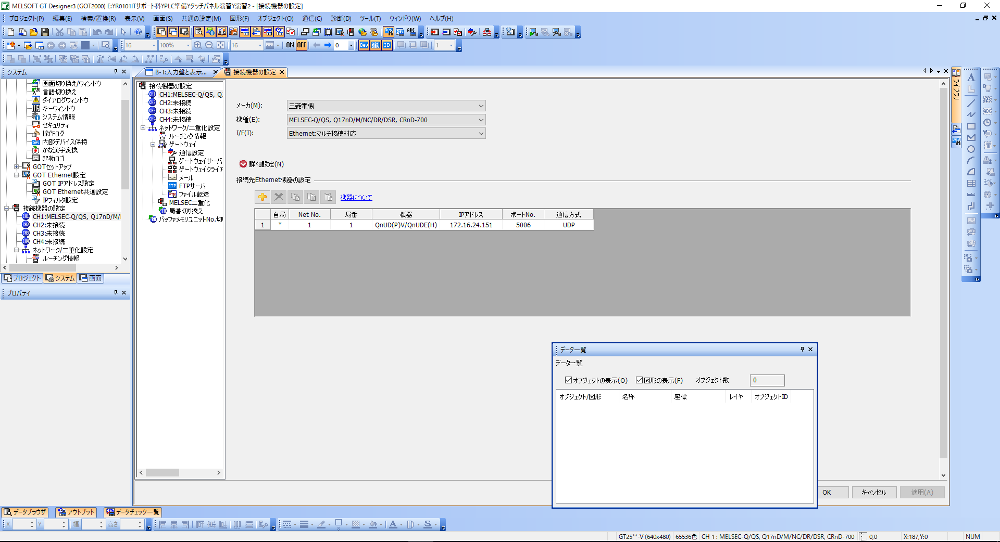 MELSOFT GT Designer3 (GOT2000) E:¥R0101ITサポート科¥PLC準備¥タッチパネル演習¥演習2 - [接続機器の設定]
プロジェクト(P) 編集(E) 検索/置換(R) 表示(V) 画面(S) 共通の設定(M) 図形(F) オブジェクト(O) 通信(C) 診断(D) ツール(T) ウィンドウ(W) ヘルプ(H)
16 100% 16 ON OFF 0 Dev ID 1
システム
画面切り換え/ウィンドウ
言語切り換え
ダイアログウィンドウ
キーウィンドウ
システム情報
セキュリティ
操作ログ
内部デバイス保持
かな漢字変換
起動ロゴ
GOTセットアップ
GOT Ethernet設定
GOT IPアドレス設定
GOT Ethernet共通設定
IPフィルタ設定
接続機器の設定
CH1:MELSEC-Q/QS, Q17nD/M/
CH2:未接続
CH3:未接続
CH4:未接続
ネットワーク/二重化設定
ルーチング情報
プロジェクト システム 画面
プロパティ
B-1:入力盤と表示... 接続機器の設定
接続機器の設定
CH1:MELSEC-Q/QS, Q
CH2:未接続
CH3:未接続
CH4:未接続
ネットワーク/二重化設定
ルーチング情報
ゲートウェイ
通信設定
ゲートウェイサーバ
ゲートウェイクライア
メール
FTPサーバ
ファイル転送
MELSEC二重化
局番切り換え
バッファメモリユニットNo.切
メーカ(M): 三菱電機
機種(E): MELSEC-Q/QS, Q17nD/M/NC/DR/DSR, CRnD-700
I/F(I): Ethernet:マルチ接続対応
詳細設定(N)
接続先Ethernet機器の設定
機器について
自局 Net No. 局番 機器 IPアドレス ポートNo. 通信方式
1 * 1 1 QnUD(P)V/QnUDE(H) 172.16.24.151 5006 UDP
ライブラリ
データ一覧
データ一覧
オブジェクトの表示(O) 図形の表示(F) オブジェクト数 0
オブジェクト/図形 名称 座標 レイヤ オブジェクトID
OK キャンセル 適用(A)
データブラウザ アウトプット データチェック一覧
X Y 幅 高さ
GT25**-V (640x480) 65536色 CH 1 : MELSEC-Q/QS, Q17nD/M/NC/DR/DSR, CRnD-700 0,0 X:187,Y:0 NUM